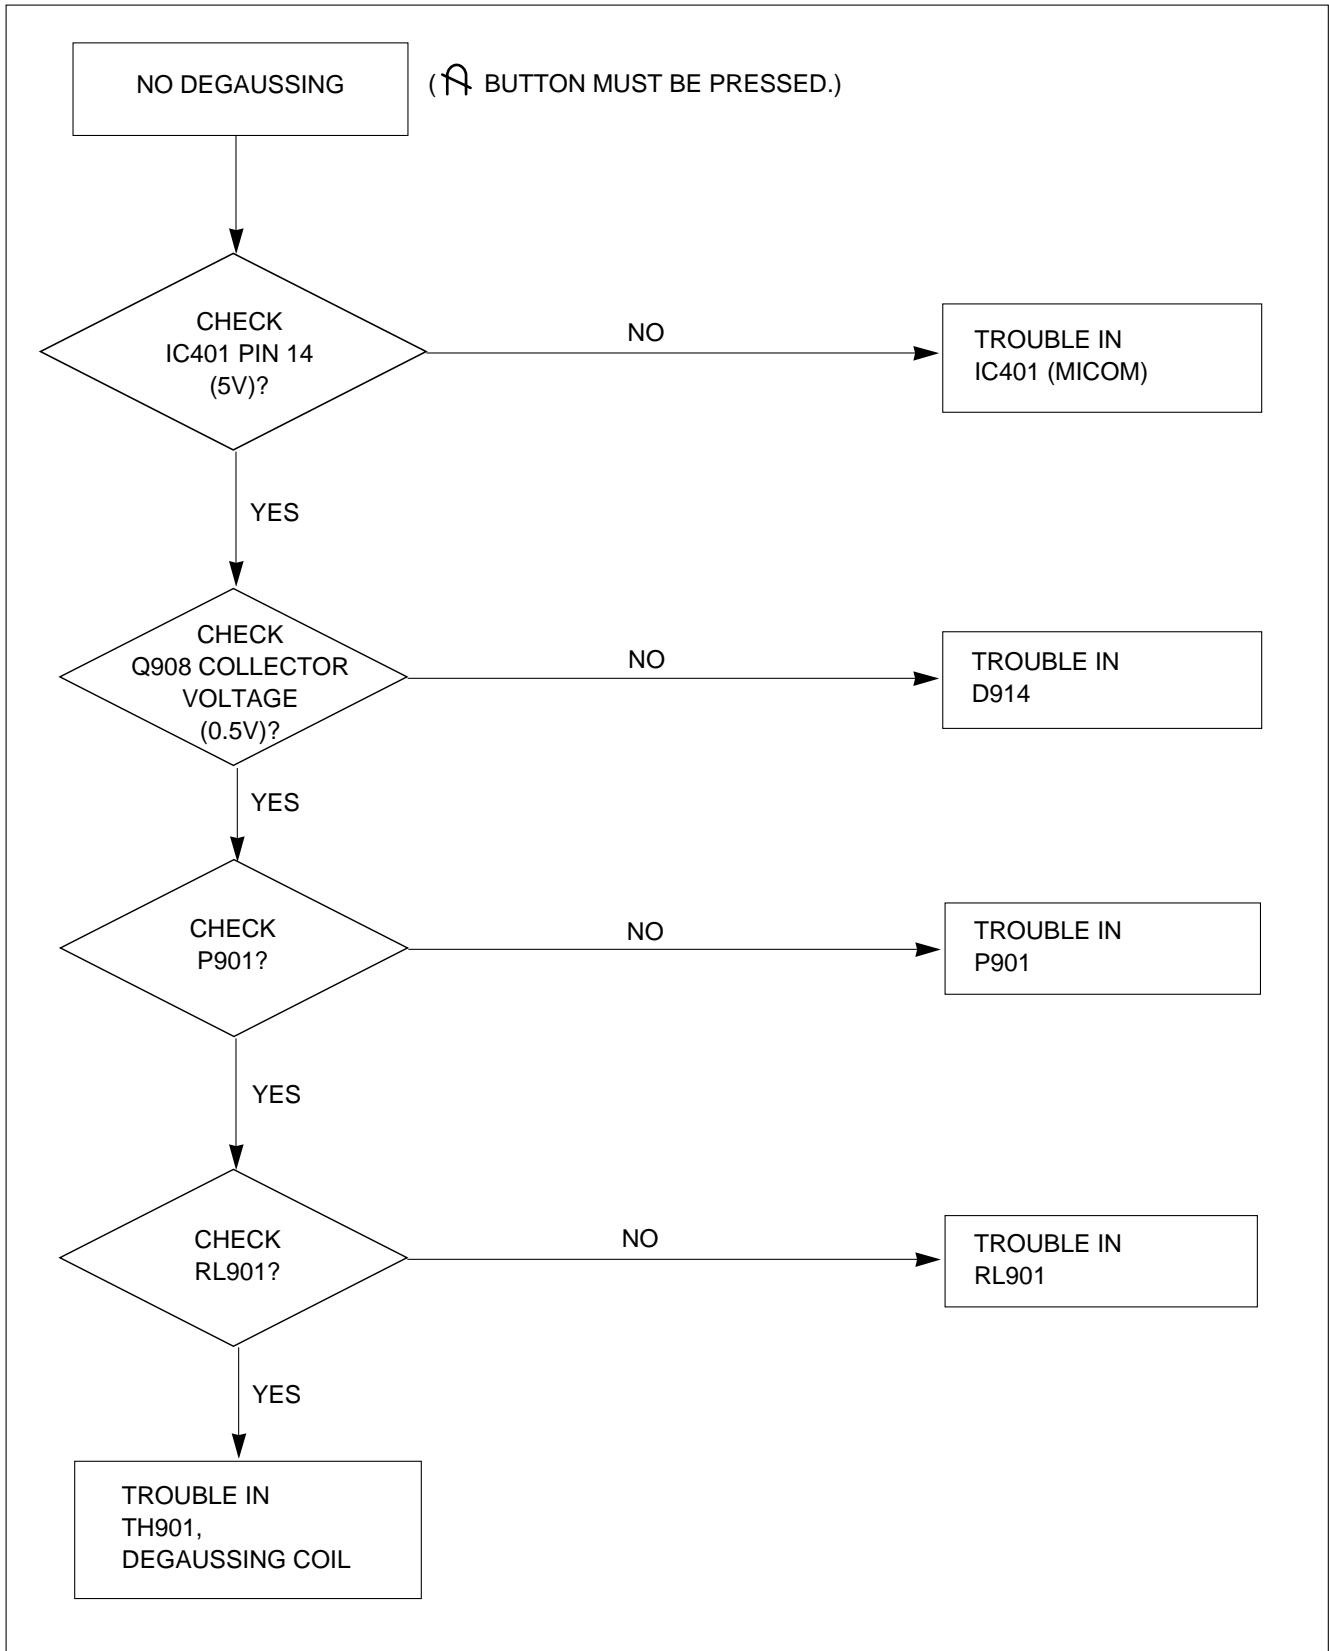 NO DEGAUSSING
( BUTTON MUST BE PRESSED.)
CHECK
IC401 PIN 14
(5V)?
NO
TROUBLE IN
IC401 (MICOM)
YES
CHECK
Q908 COLLECTOR
VOLTAGE
(0.5V)?
NO
TROUBLE IN
D914
YES
CHECK
P901?
NO
TROUBLE IN
P901
YES
CHECK
RL901?
NO
TROUBLE IN
RL901
YES
TROUBLE IN
TH901,
DEGAUSSING COIL